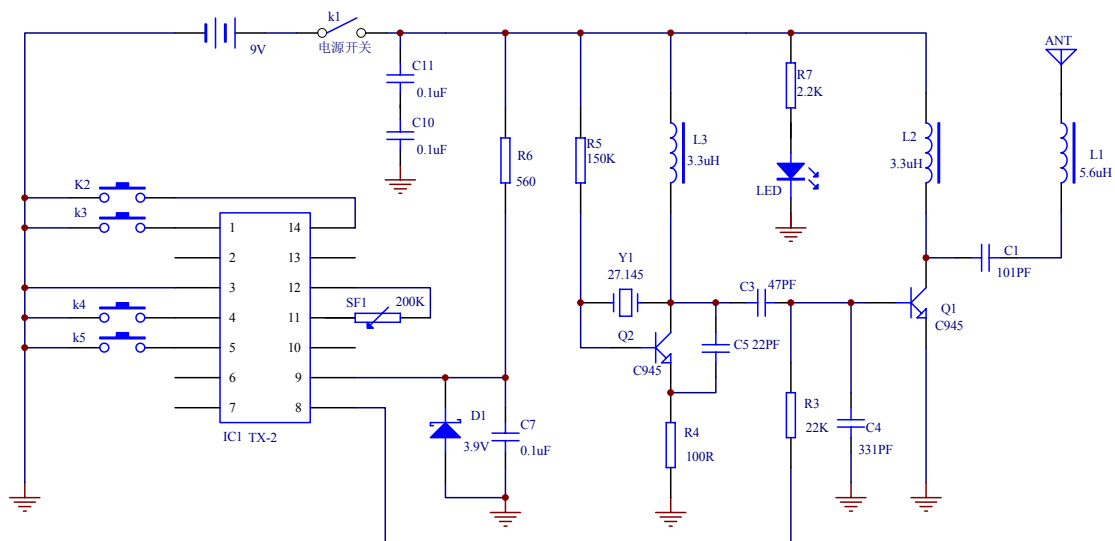 k1
电源开关
9V
ANT
C11
0.1uF
R7
2.2K
C10
0.1uF
R6
560
R5
150K
L3
3.3uH
L2
3.3uH
L1
5.6uH
LED
K2
k3
1
14
2
13
3
12
SF1
200K
4
11
k4
k5
5
10
6
9
7
8
IC1 TX-2
Y1
27.145
C3
47PF
C1
101PF
Q1
C945
Q2
C945
C5 22PF
D1
3.9V
C7
0.1uF
R4
100R
R3
22K
C4
331PF